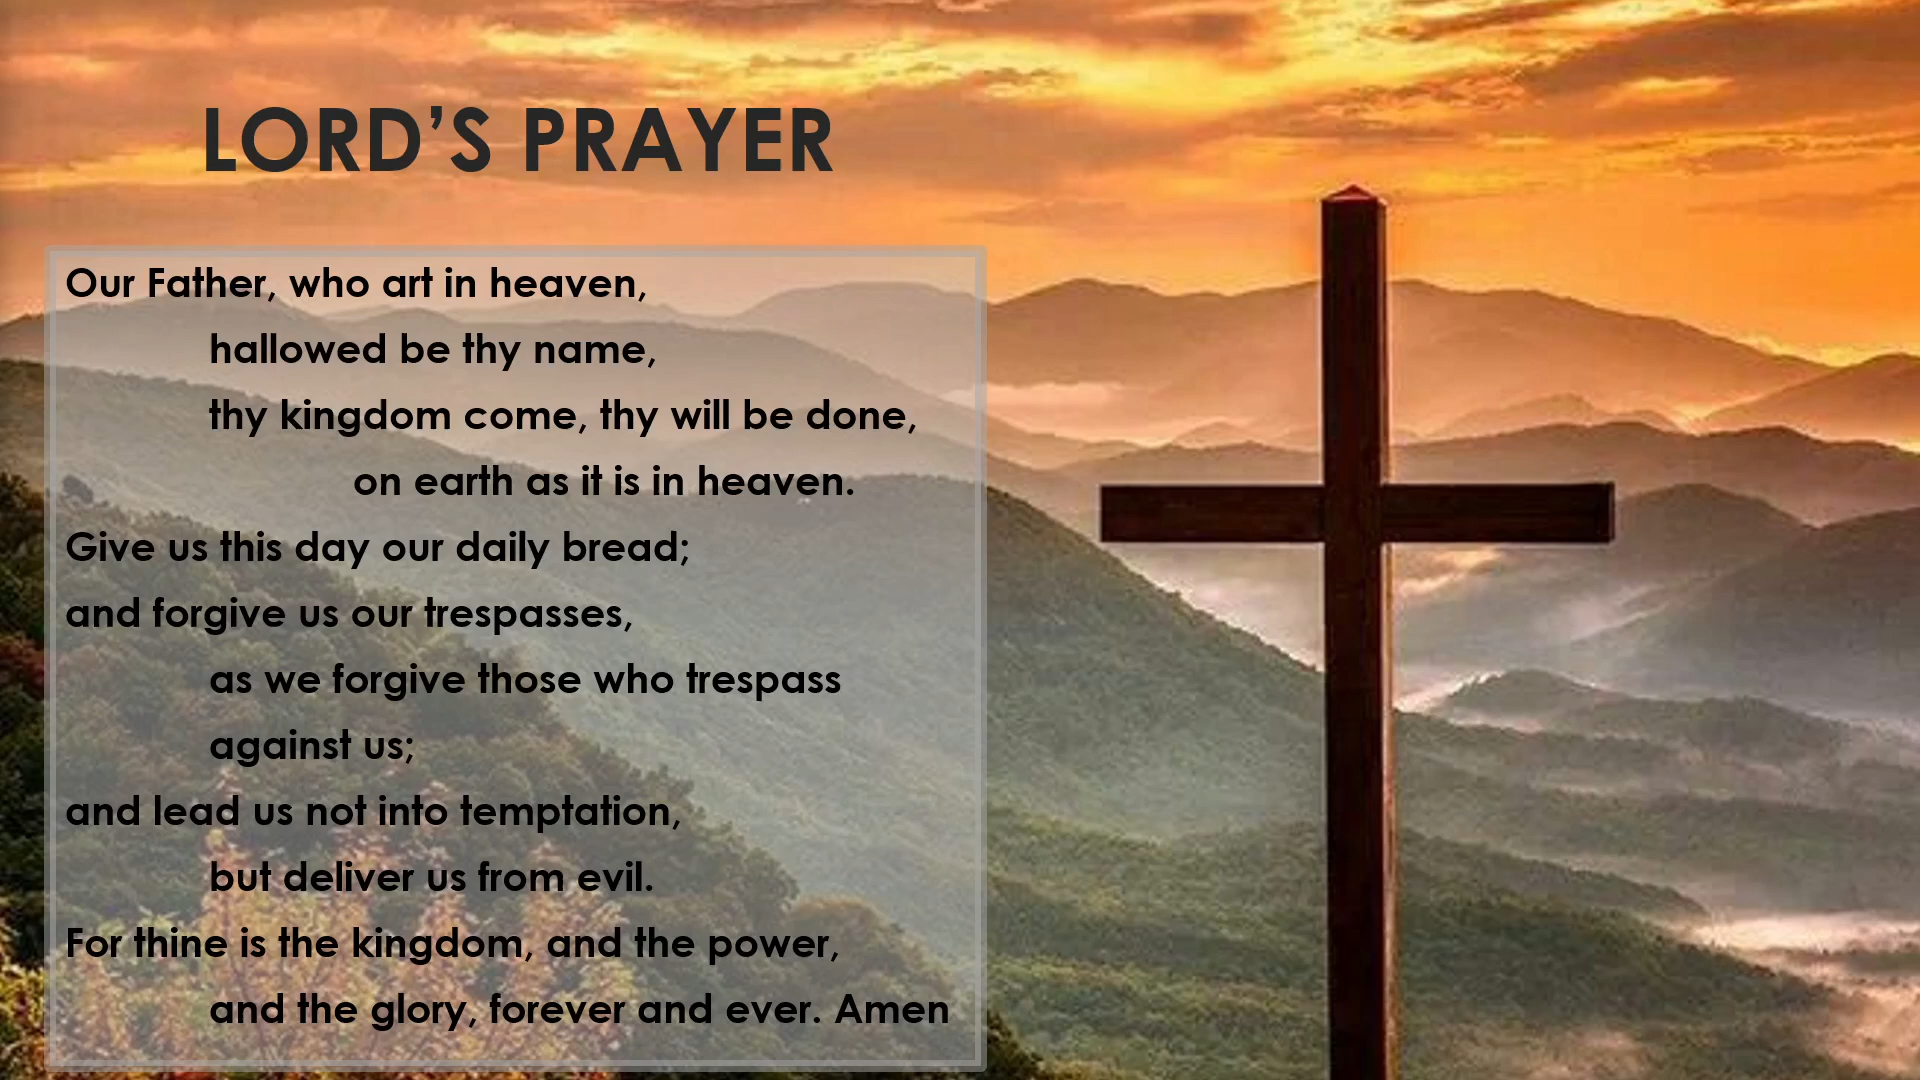 LORD’S PRAYER
Our Father, who art in heaven,
hallowed be thy name,
thy kingdom come, thy will be done,
on earth as it is in heaven.
Give us this day our daily bread;
and forgive us our trespasses,
as we forgive those who trespass
against us;
and lead us not into temptation,
but deliver us from evil.
For thine is the kingdom, and the power,
and the glory, forever and ever. Amen